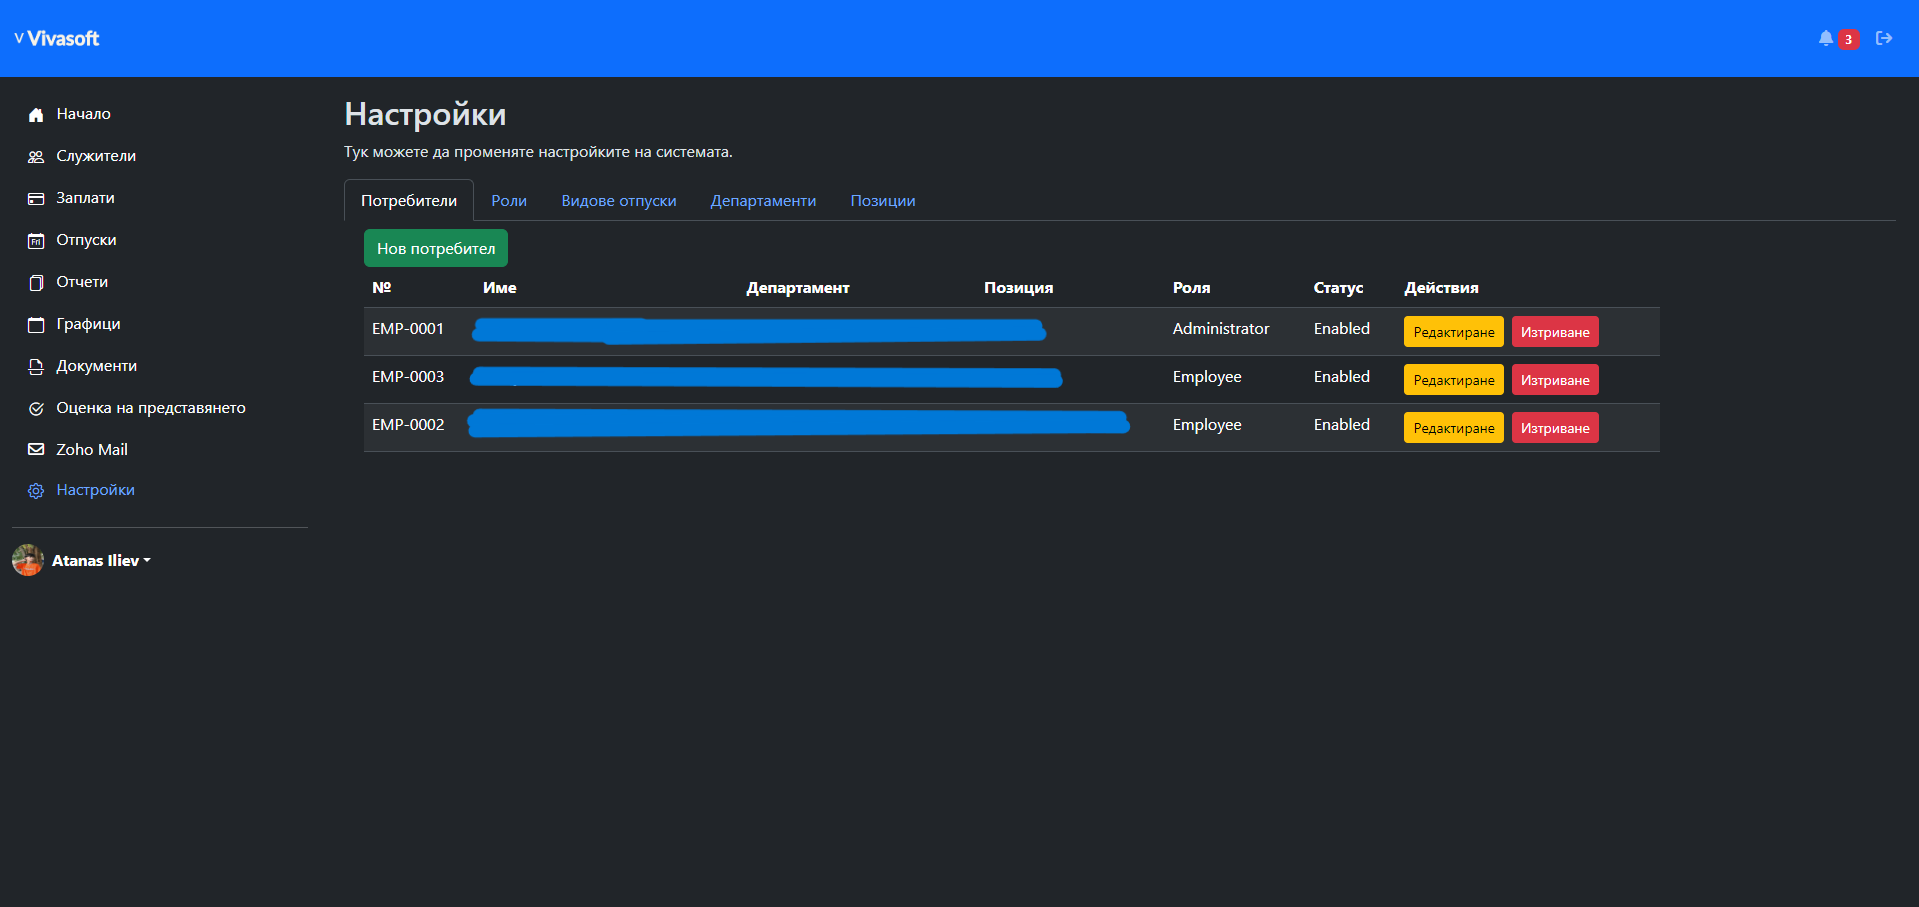 v Vivasoft
3
Начало
Служители
Заплати
Отпуски
Отчети
Графици
Документи
Оценка на представянето
Zoho Mail
Настройки
Atanas Iliev
Настройки
Тук можете да променяте настройките на системата.
Потребители Роли Видове отпуски Департаменти Позиции
Нов потребител
№ Име Департамент Позиция Роля Статус Действия
EMP-0001 Administrator Enabled Редактиране Изтриване
EMP-0003 Employee Enabled Редактиране Изтриване
EMP-0002 Employee Enabled Редактиране Изтриване